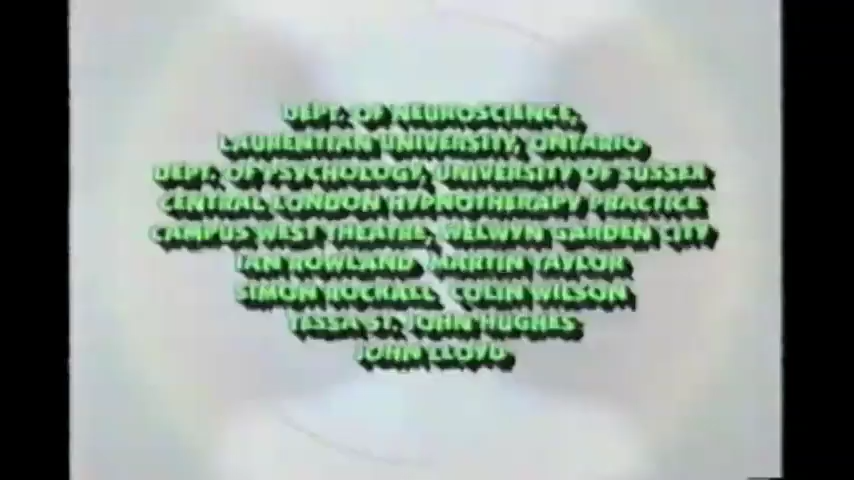 DEPT. OF NEUROSCIENCE,
LAURENTIAN UNIVERSITY, ONTARIO
DEPT. OF PSYCHOLOGY, UNIVERSITY OF SUSSEX
CENTRAL LONDON HYPNOTHERAPY PRACTICE
CAMPUS WEST THEATRE, WELWYN GARDEN CITY
IAN ROWLAND MARTIN TAYLOR
SIMON ROCKALL COLIN WILSON
TESSA ST. JOHN HUGHES
JOHN LLOYD